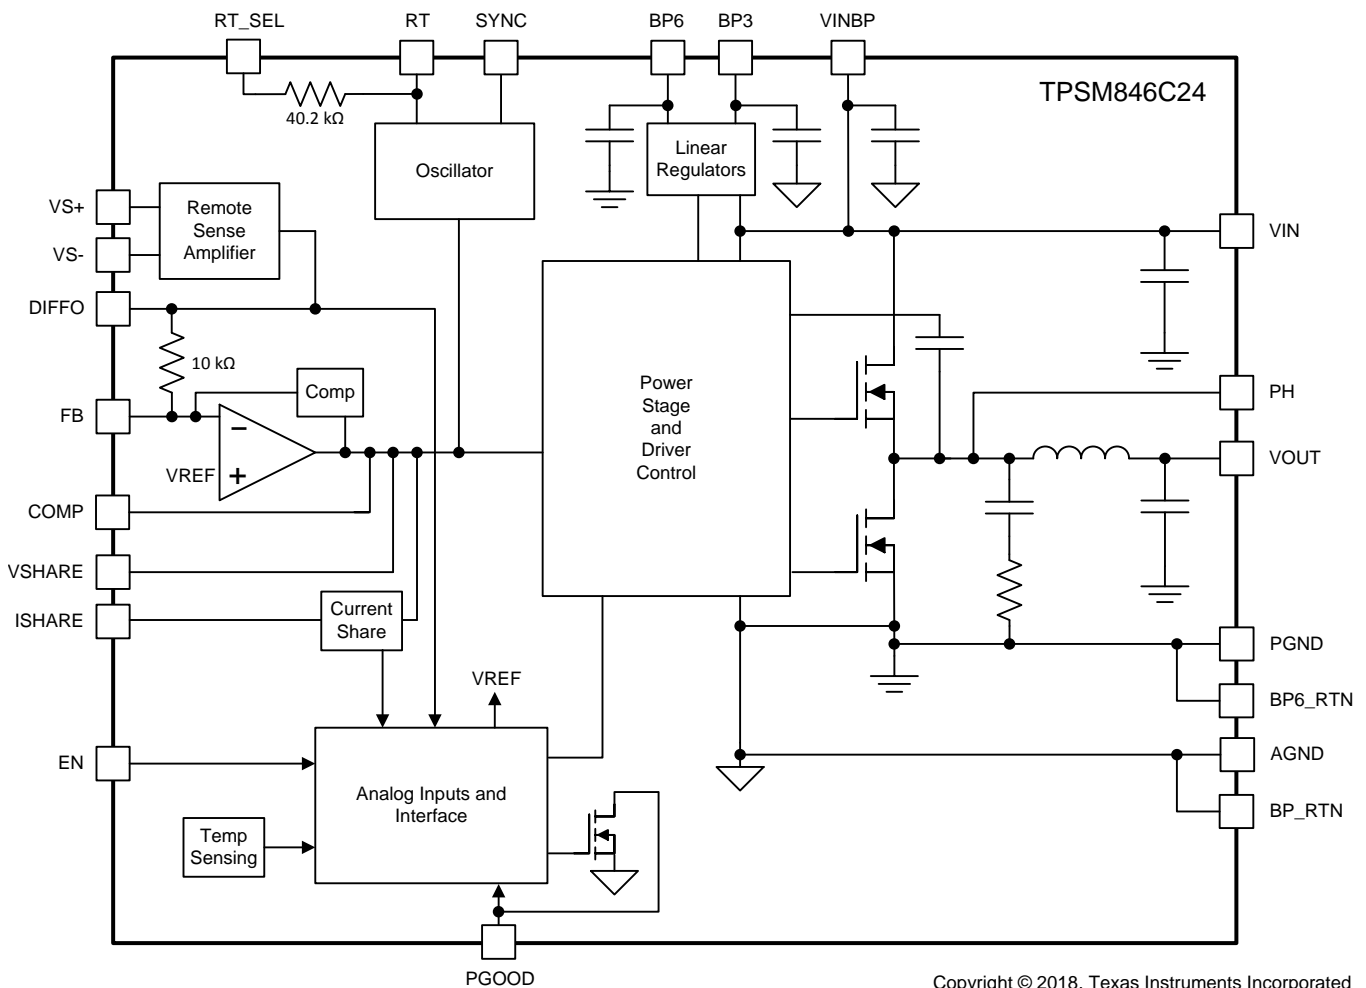 RT_SEL
RT
SYNC
BP6
BP3
VINBP
TPSM846C24
40.2 kΩ
Oscillator
Linear
Regulators
VS+
VS-
Remote
Sense
Amplifier
VIN
DIFFO
10 kΩ
Comp
FB
VREF
Power
Stage
and
Driver
Control
PH
VOUT
COMP
VSHARE
ISHARE
Current
Share
PGND
VREF
BP6_RTN
EN
AGND
Analog Inputs and
Interface
BP_RTN
Temp
Sensing
PGOOD
Copyright © 2018, Texas Instruments Incorporated